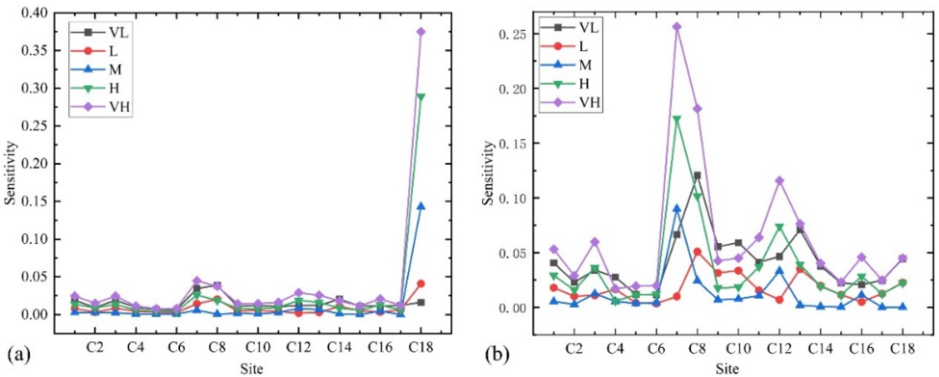 0.40
0.35
0.30
0.25
0.20
0.15
0.10
0.05
0.00
Sensitivity
VL
L
M
H
VH
C2 C4 C6 C8 C10 C12 C14 C16 C18
Site
(a)
0.25
0.20
0.15
0.10
0.05
0.00
Sensitivity
VL
L
M
H
VH
C2 C4 C6 C8 C10 C12 C14 C16 C18
Site
(b)